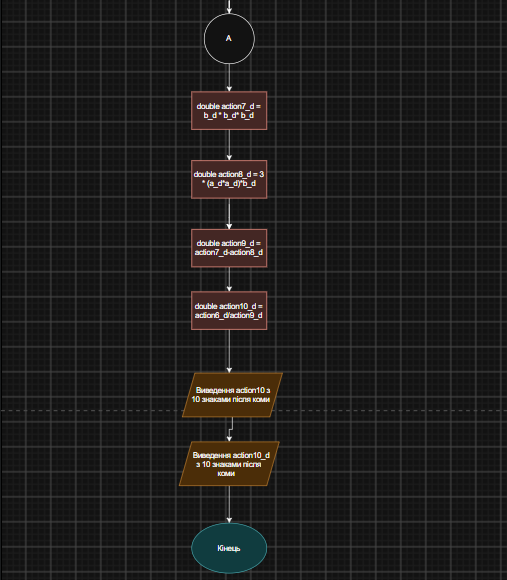 A
double action7_d =
b_d * b_d* b_d
double action8_d = 3
* (a_d*a_d)*b_d
double action9_d =
action7_d-action8_d
double action10_d =
action6_d/action9_d
Виведення action10 з
10 знаками після коми
Виведення action10_d
з 10 знаками після
коми
Кінець